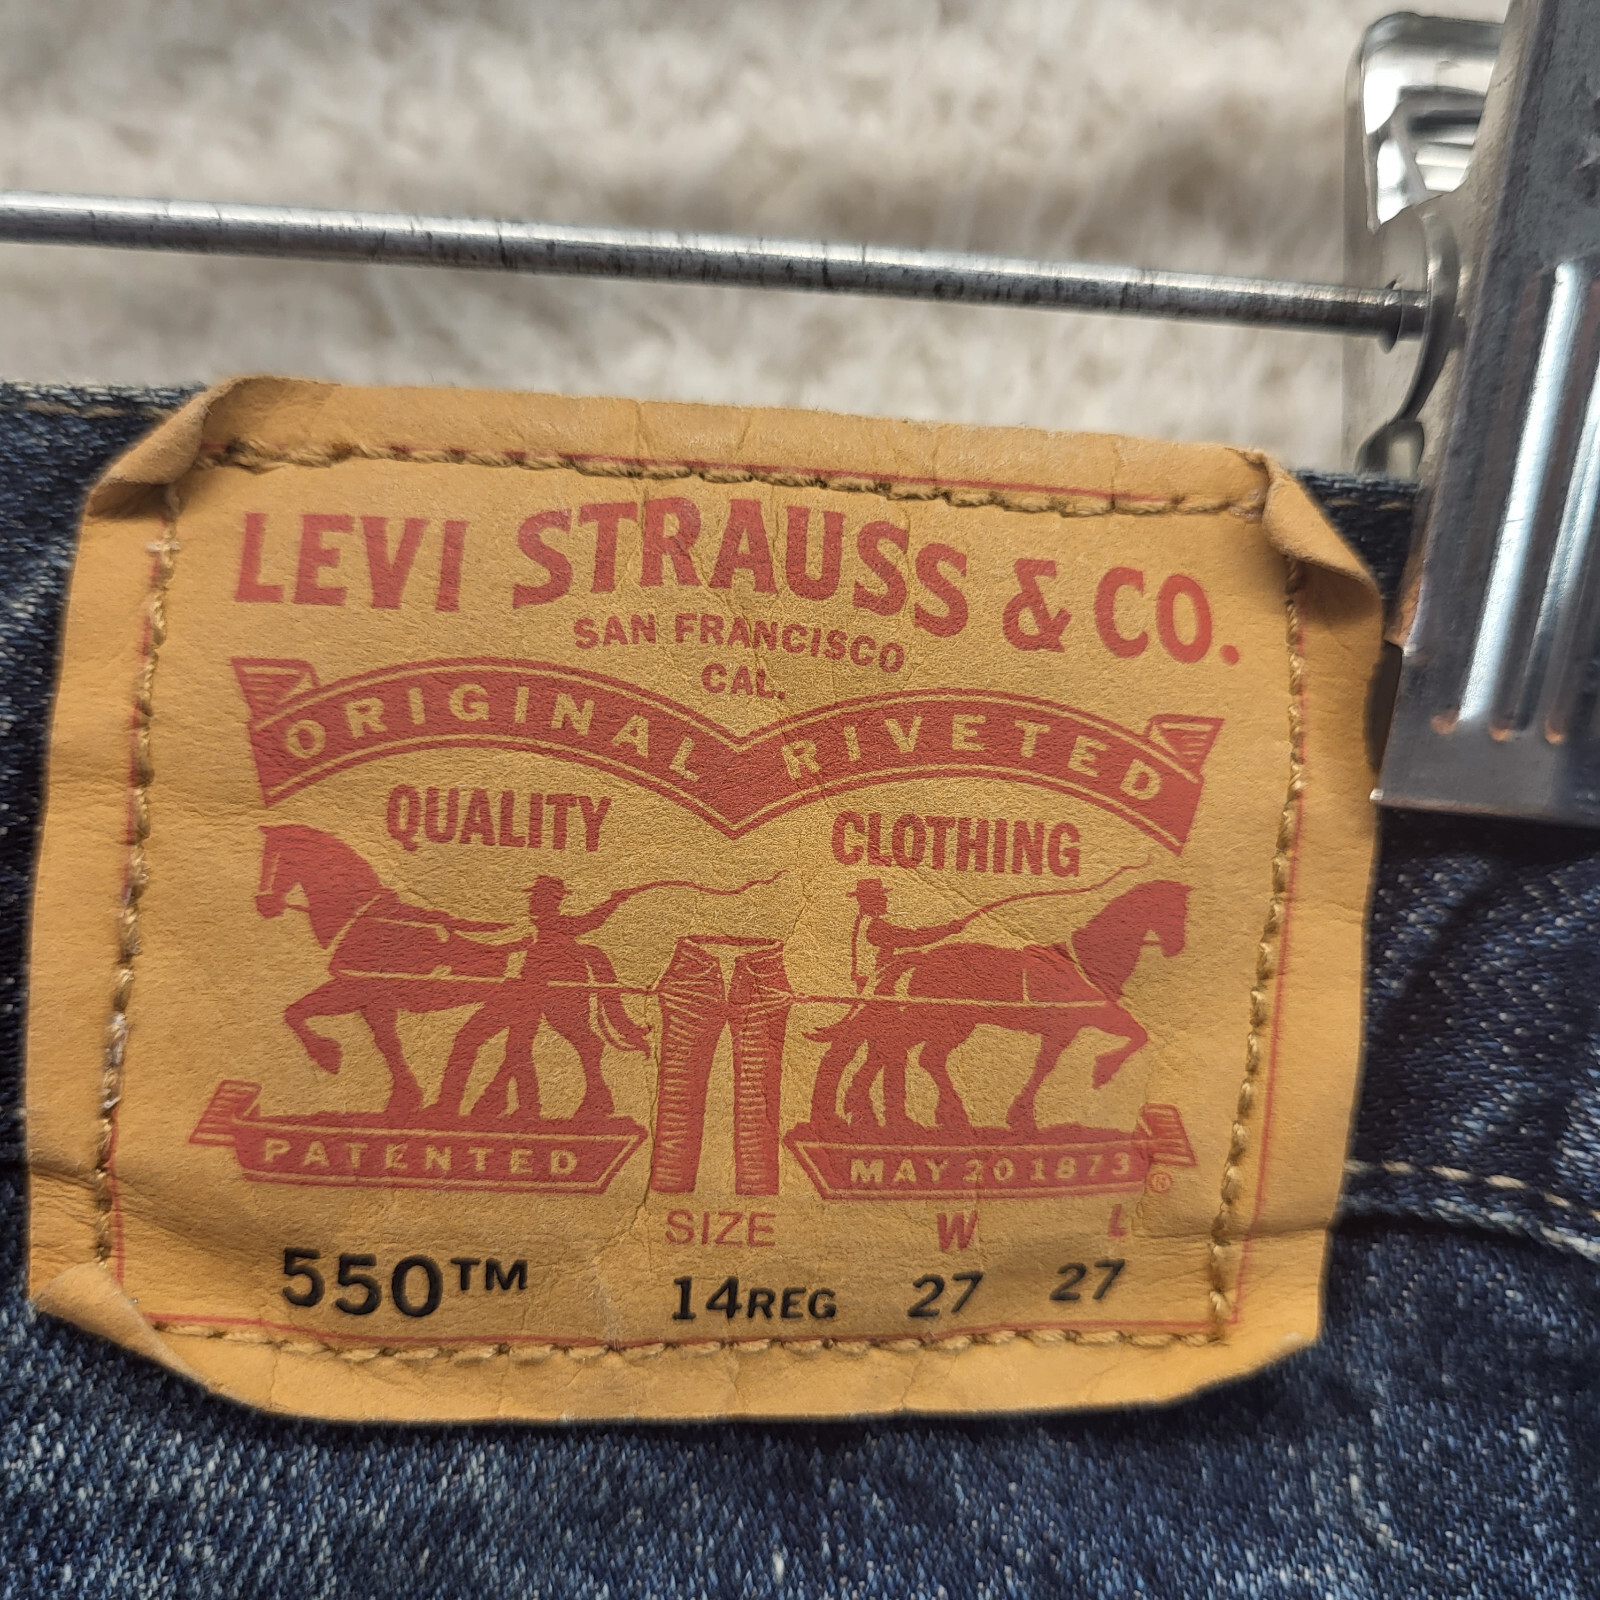 LEVI STRAUSS & CO.
SAN FRANCISCO
CAL.
ORIGINAL RIVETED
QUALITY CLOTHING
PATENTED MAY 20 1873 ®
SIZE W L
550™ 14REG 27 27